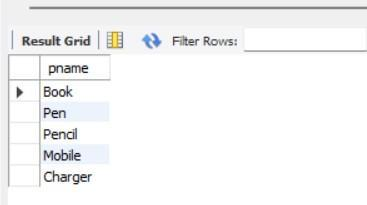 Result Grid Filter Rows:
pname
Book
Pen
Pencil
Mobile
Charger